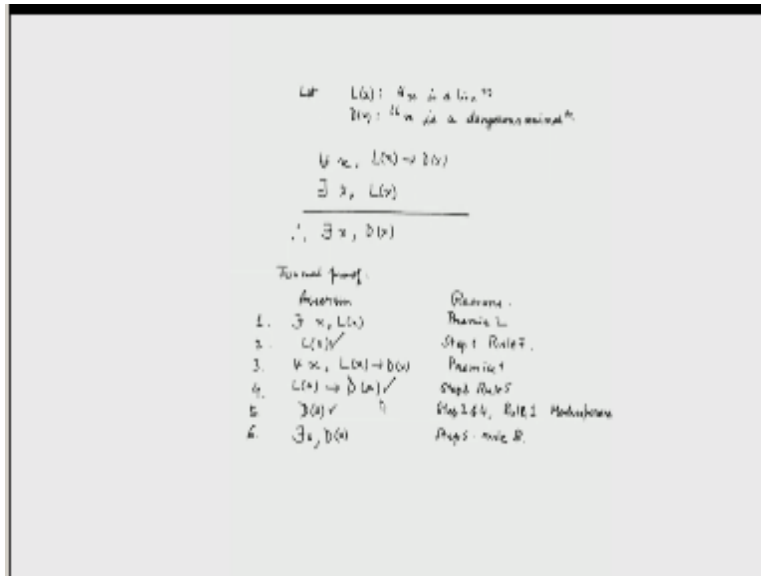 Let L(x): "x is a lion"
D(x): "x is a dangerous animal".
∀ x, L(x) → D(x)
∃ x, L(x)
∴ ∃ x, D(x)
Formal proof.
Assertion Reasons.
1. ∃ x, L(x) Premise 2
2. L(a) ✓ Step 1 Rule 7.
3. ∀ x, L(x) → D(x) Premise 1
4. L(a) → D(a) ✓ Step 3 Rule 5
5. D(a) ✓ Step 2 & 4, Rule 1 Modus ponens
6. ∃x, D(x) Step 5 rule 8.